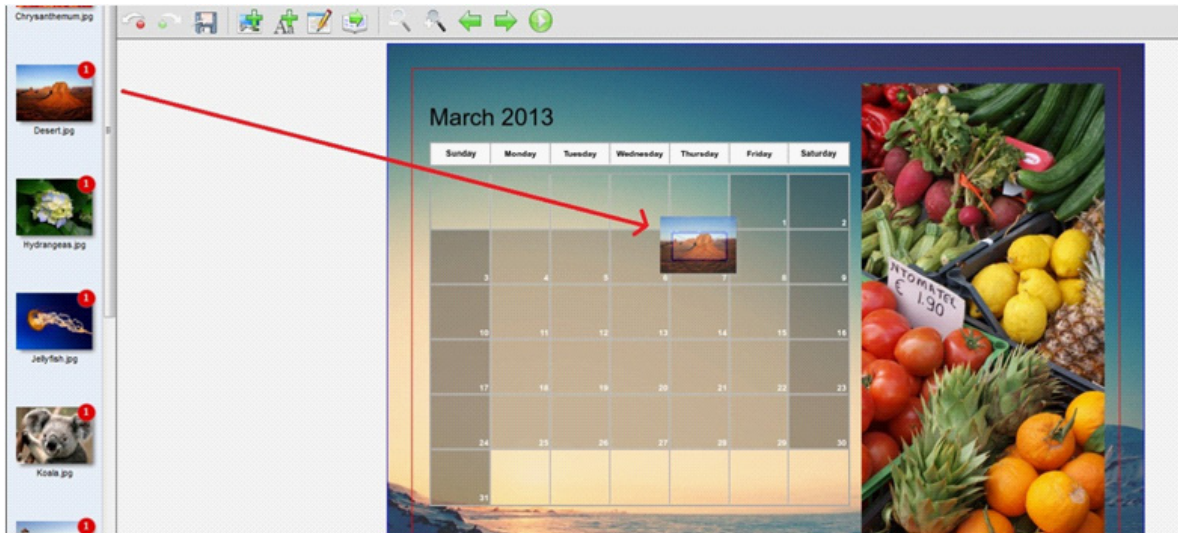 Chrysanthemum.jpg
1
Desert.jpg
1
Hydrangeas.jpg
1
Jellyfish.jpg
1
Koala.jpg
1
March 2013
Sunday Monday Tuesday Wednesday Thursday Friday Saturday
1 2
3 4 5 6 7 8 9
10 11 12 13 14 15 16
17 18 19 20 21 22 23
24 25 26 27 28 29 30
31
NTOMATEE
€ 1.90